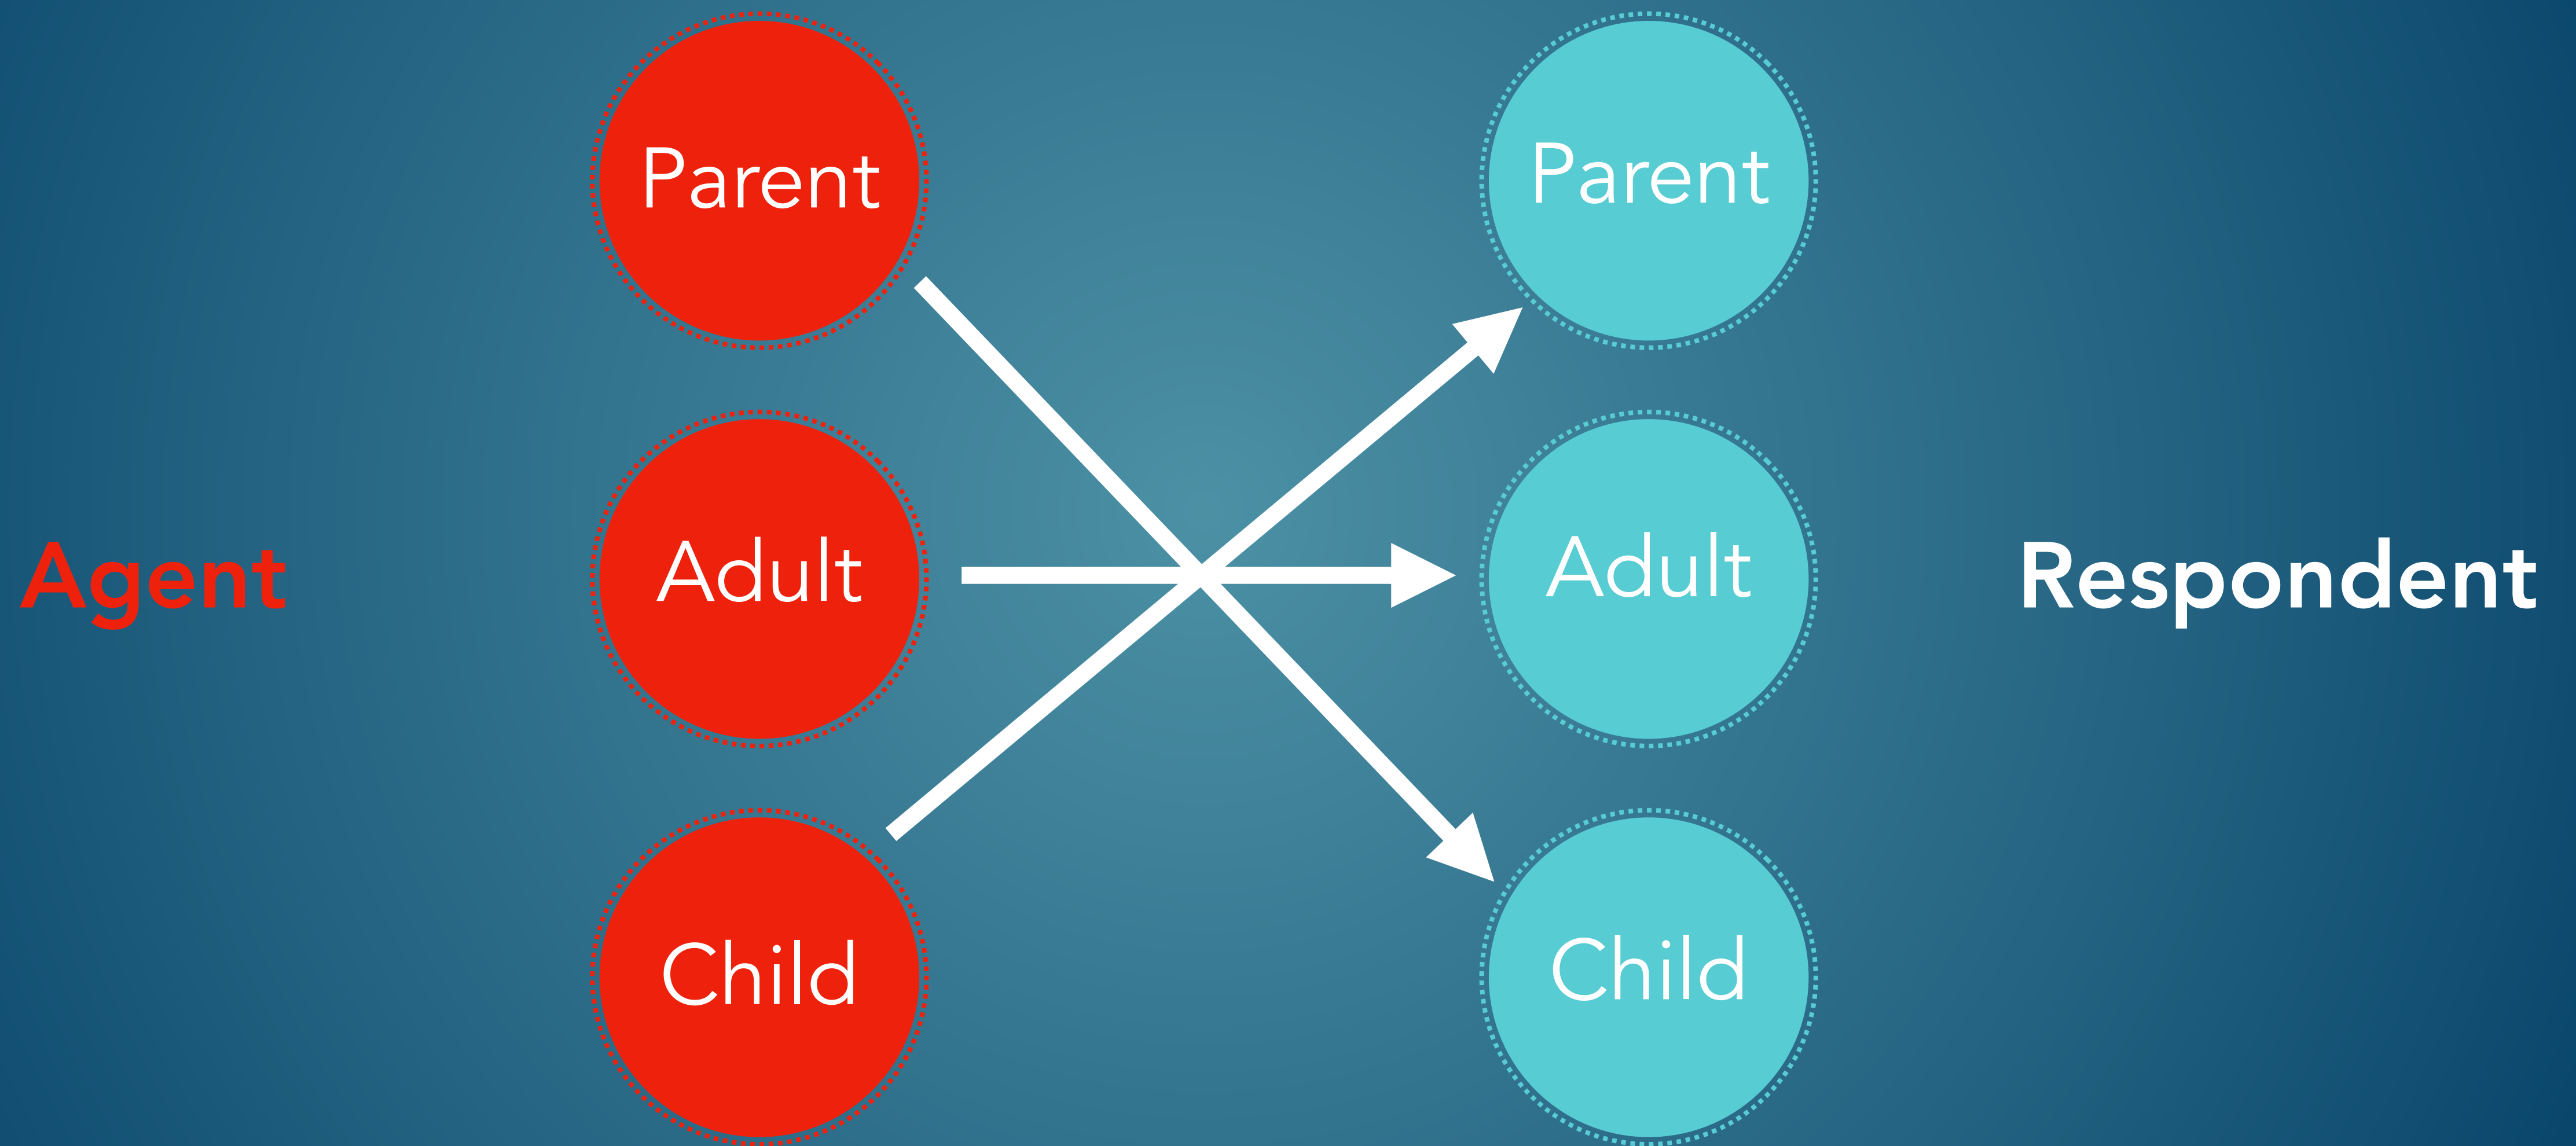 Parent
Parent
Agent
Adult
Adult
Respondent
Child
Child